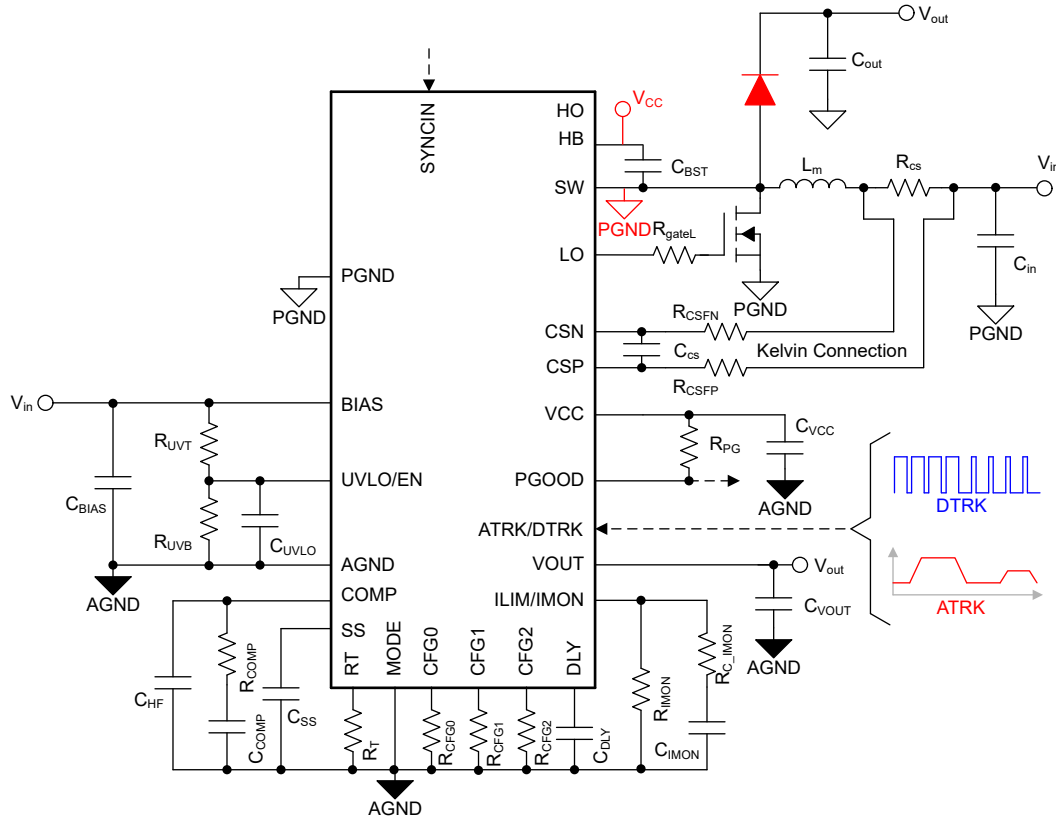 Vout
Cout
SYNCIN
HO
VCC
HB
CBST
SW
PGND
Lm
Rcs
Vin
RgateL
LO
Cin
PGND
PGND
PGND
PGND
RCSFN
CSN
Ccs
Kelvin Connection
CSP
RCSFP
Vin
BIAS
VCC
CVCC
RUVT
RPG
UVLO/EN
PGOOD
CBIAS
RUVB
CUVLO
AGND
DTRK
ATRK/DTRK
AGND
VOUT
Vout
AGND
COMP
ILIM/IMON
CVOUT
ATRK
SS
RT
MODE
CFG0
CFG1
CFG2
DLY
AGND
RCOMP
RC_IMON
RIMON
CHF
CCOMP
CSS
RT
RCFG0
RCFG1
RCFG2
CDLY
CIMON
AGND